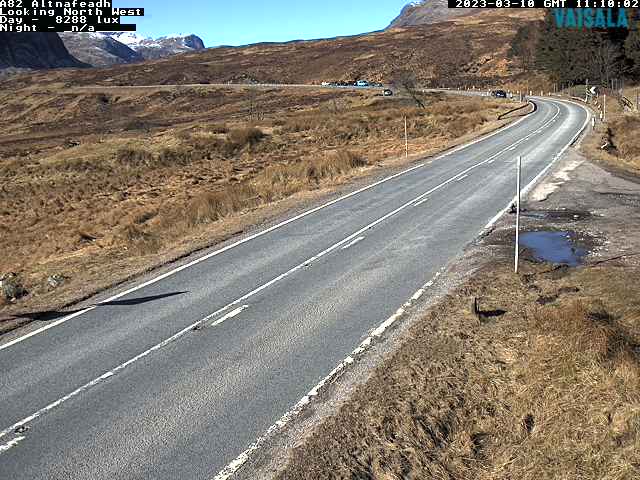 A82 Altnafeadh
Looking North West
Day - 8288 lux
Night - n/a
2023-03-10 GMT 11:10:02
VAISALA